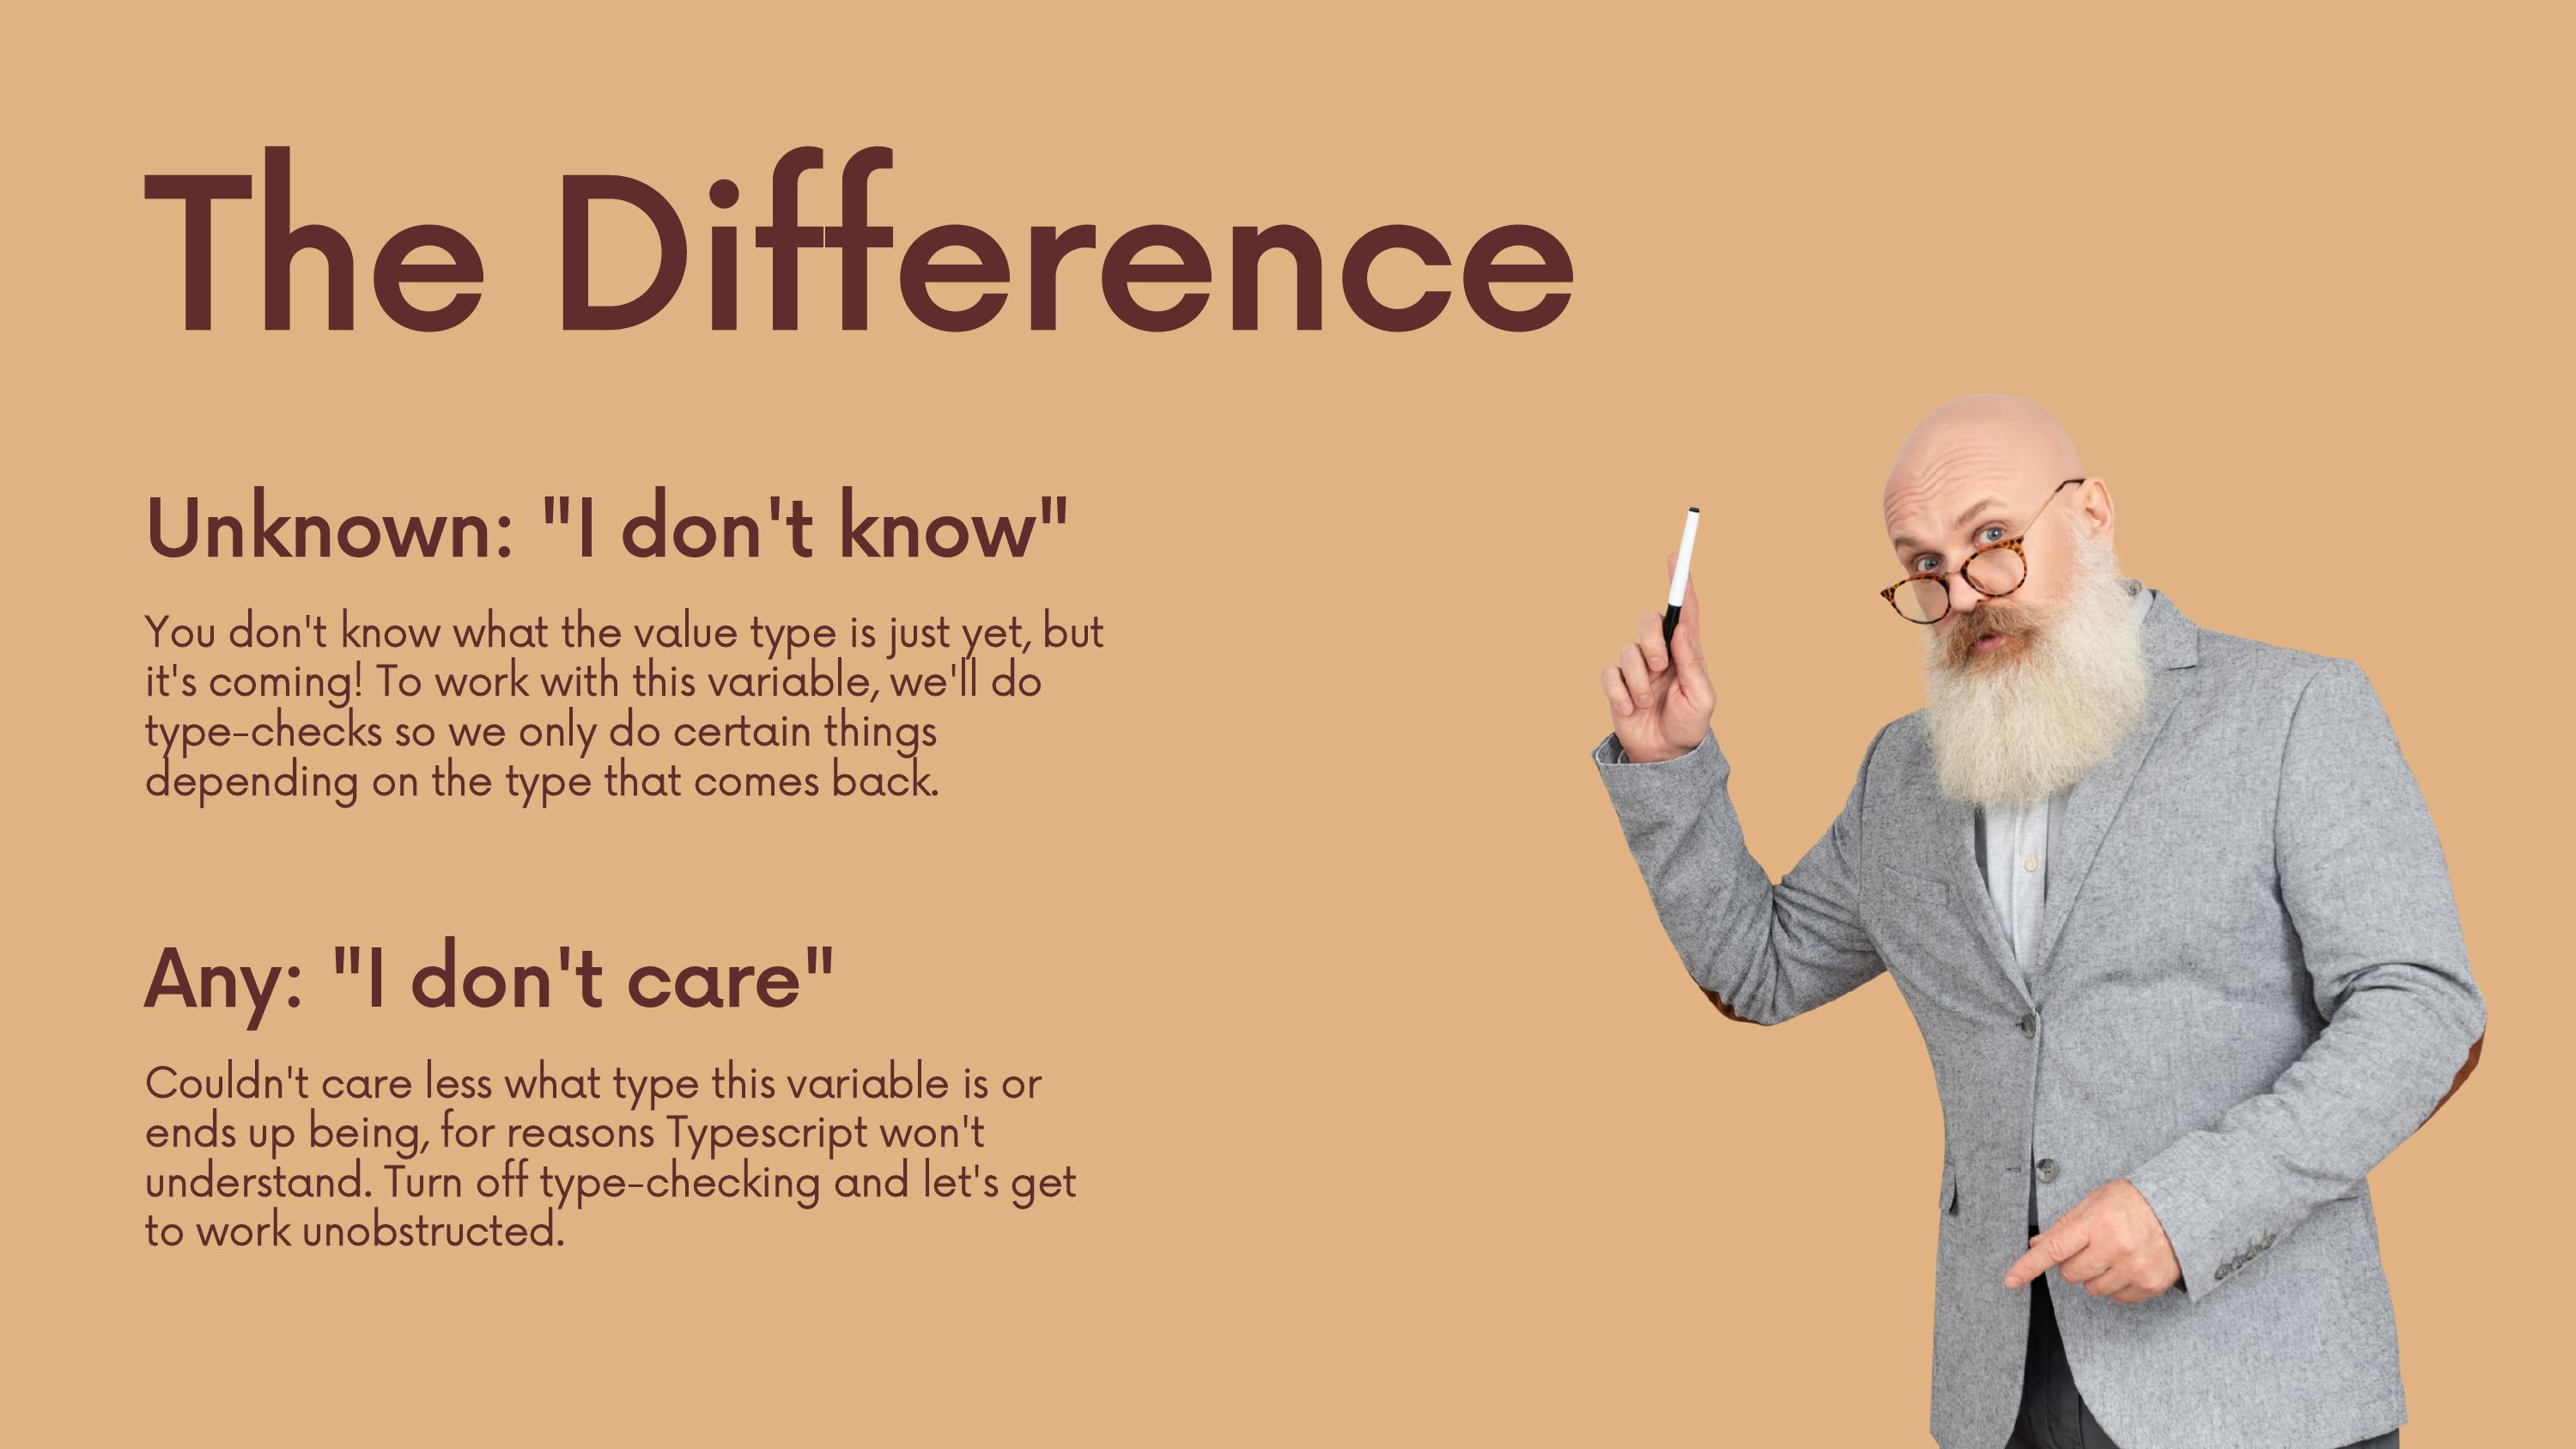 The Difference
Unknown: "I don't know"
You don't know what the value type is just yet, but
it's coming! To work with this variable, we'll do
type-checks so we only do certain things
depending on the type that comes back.
Any: "I don't care"
Couldn't care less what type this variable is or
ends up being, for reasons Typescript won't
understand. Turn off type-checking and let's get
to work unobstructed.